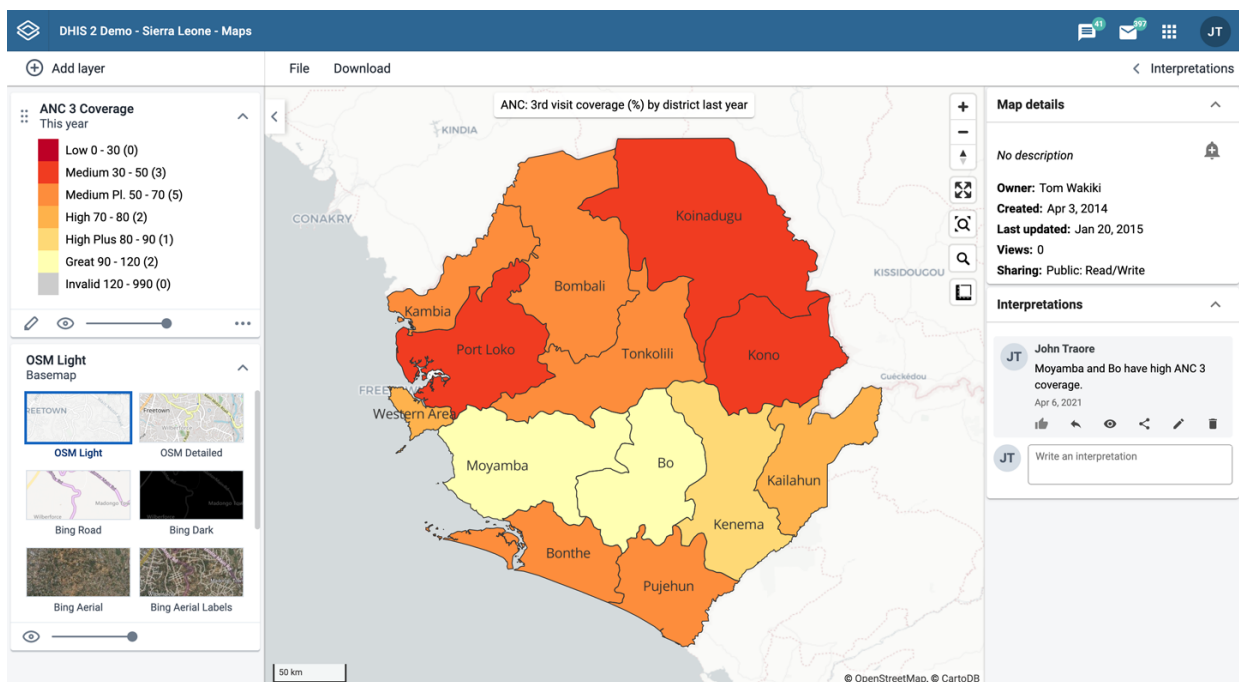 DHIS 2 Demo - Sierra Leone - Maps
41
397
JT
Add layer
File
Download
Interpretations
ANC 3 Coverage
This year
Low 0 - 30 (0)
Medium 30 - 50 (3)
Medium Pl. 50 - 70 (5)
High 70 - 80 (2)
High Plus 80 - 90 (1)
Great 90 - 120 (2)
Invalid 120 - 990 (0)
OSM Light
Basemap
REETOWN
OSM Light
Freetown
Wilberforce
OSM Detailed
Wilberforce
Bing Road
Bing Dark
Bing Aerial
Bing Aerial Labels
ANC: 3rd visit coverage (%) by district last year
KINDIA
CONAKRY
Koinadugu
KISSIDOUGOU
Bombali
Kambia
Port Loko
Tonkolili
Kono
Guéckédou
FREETOW
Western Area
Moyamba
Bo
Kailahun
Kenema
Bonthe
Pujehun
50 km
© OpenStreetMap, © CartoDB
Map details
No description
Owner: Tom Wakiki
Created: Apr 3, 2014
Last updated: Jan 20, 2015
Views: 0
Sharing: Public: Read/Write
Interpretations
JT
John Traore
Moyamba and Bo have high ANC 3
coverage.
Apr 6, 2021
JT
Write an interpretation